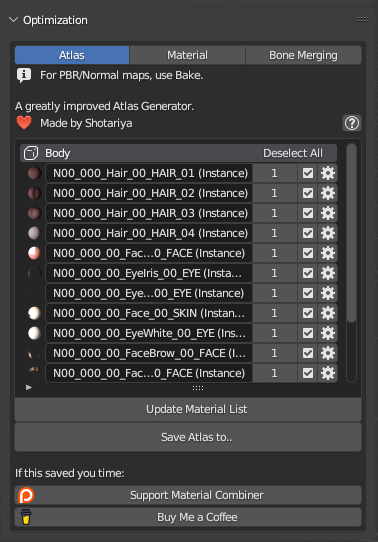 Optimization
Atlas Material Bone Merging
For PBR/Normal maps, use Bake.
A greatly improved Atlas Generator.
Made by Shotariya
Body Deselect All
N00_000_Hair_00_HAIR_01 (Instance) 1
N00_000_Hair_00_HAIR_02 (Instance) 1
N00_000_Hair_00_HAIR_03 (Instance) 1
N00_000_Hair_00_HAIR_04 (Instance) 1
N00_000_00_Fac...0_FACE (Instance) 1
N00_000_00_EyeIris_00_EYE (Insta... 1
N00_000_00_Eye...00_EYE (Instance) 1
N00_000_00_Face_00_SKIN (Instan... 1
N00_000_00_EyeWhite_00_EYE (Ins... 1
N00_000_00_FaceBrow_00_FACE (I... 1
N00_000_00_Fac...0_FACE (Instance) 1
Update Material List
Save Atlas to..
If this saved you time:
Support Material Combiner
Buy Me a Coffee